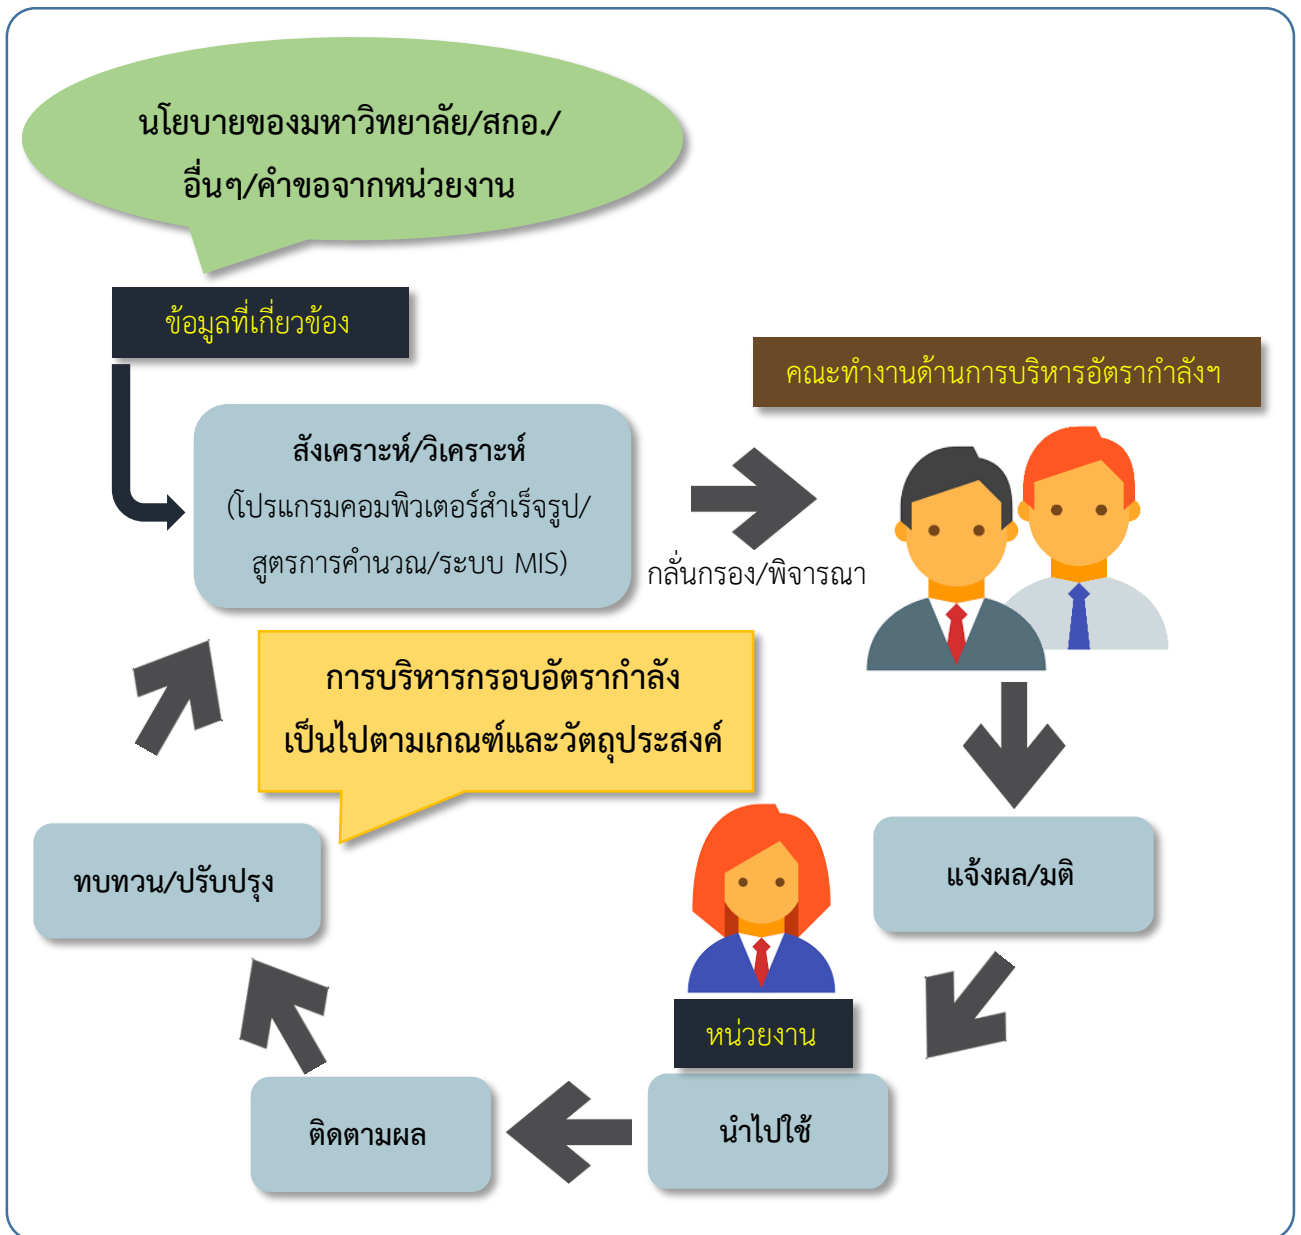 นโยบายของมหาวิทยาลัย/สกอ./
อื่นๆ/คำขอจากหน่วยงาน
ข้อมูลที่เกี่ยวข้อง
คณะทำงานด้านการบริหารอัตรากำลังฯ
สังเคราะห์/วิเคราะห์
(โปรแกรมคอมพิวเตอร์สำเร็จรูป/
สูตรการคำนวณ/ระบบ MIS)
กลั่นกรอง/พิจารณา
การบริหารกรอบอัตรากำลัง
เป็นไปตามเกณฑ์และวัตถุประสงค์
ทบทวน/ปรับปรุง
แจ้งผล/มติ
หน่วยงาน
ติดตามผล
นำไปใช้